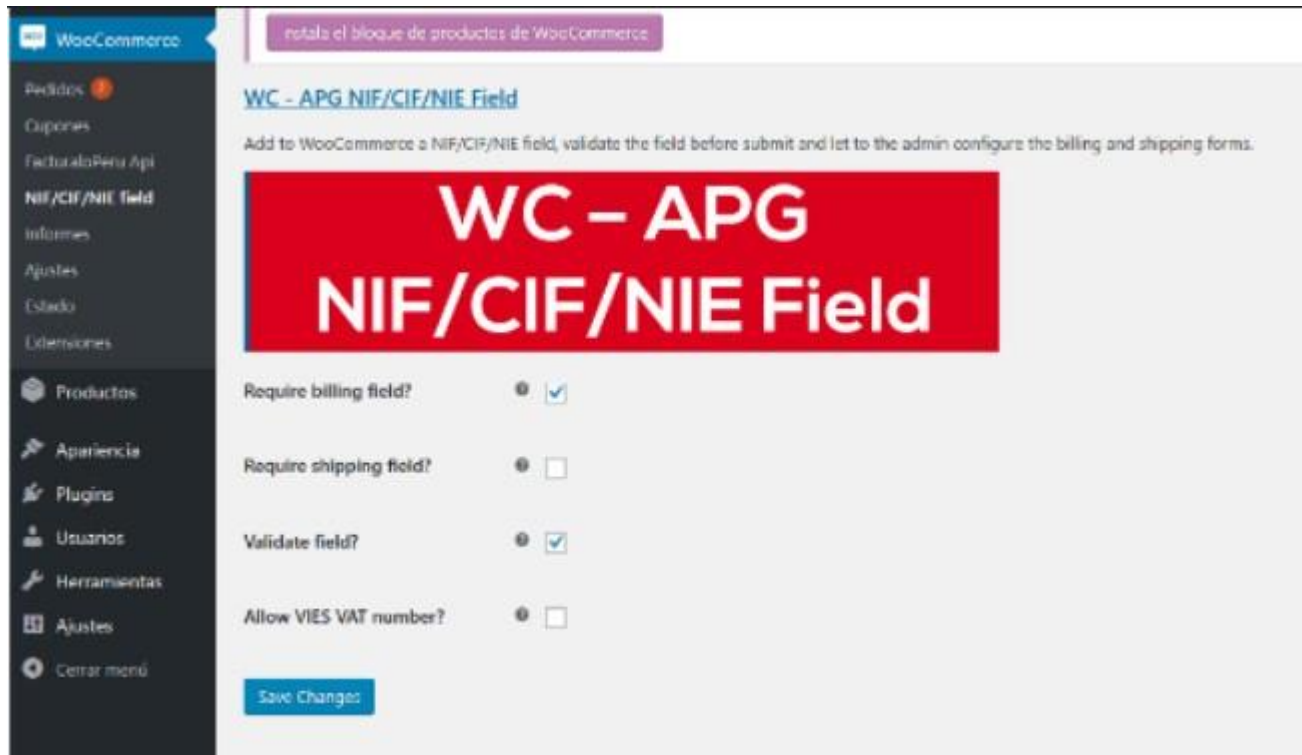 WooCommerce
Pedidos
Cupones
FacturaloPeru Api
NIF/CIF/NIE field
Informes
Ajustes
Estado
Extensiones
Productos
Apariencia
Plugins
Usuarios
Herramientas
Ajustes
Cerrar menú
nstala el bloque de productos de WooCommerce
WC - APG NIF/CIF/NIE Field
Add to WooCommerce a NIF/CIF/NIE field, validate the field before submit and let to the admin configure the billing and shipping forms.
WC – APG
NIF/CIF/NIE Field
Require billing field?
Require shipping field?
Validate field?
Allow VIES VAT number?
Save Changes